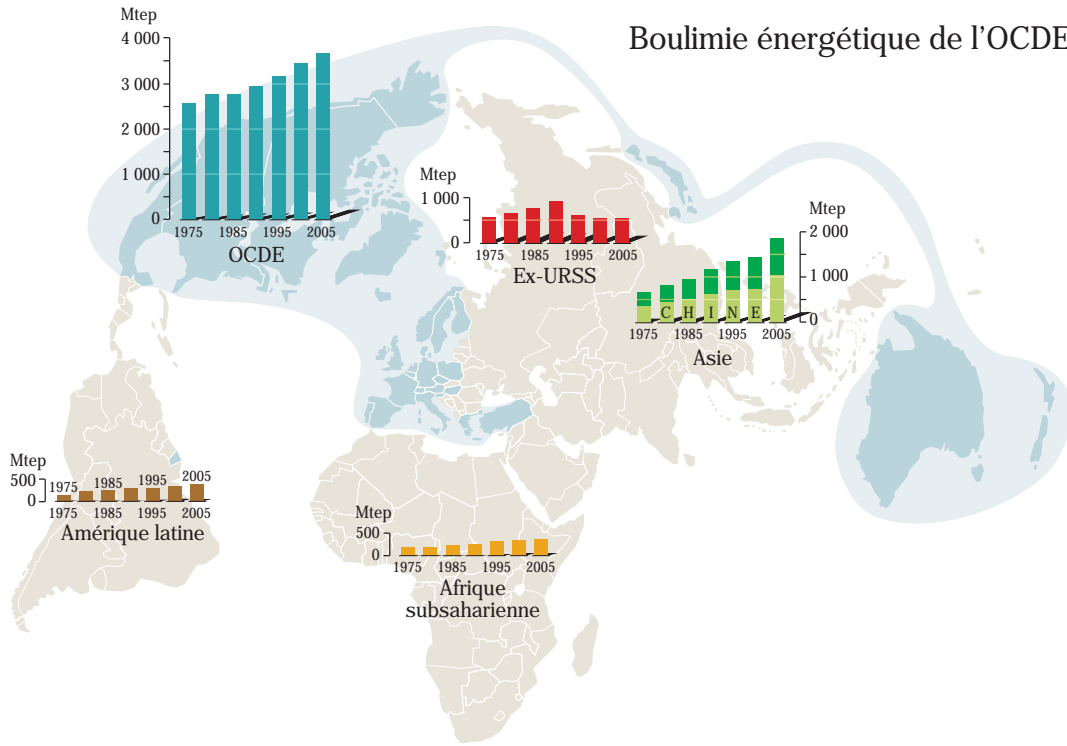 Boulimie énergétique de l'OCDE
Mtep
4 000
3 000
2 000
1 000
0
1975 1985 1995 2005
OCDE
Mtep
1 000
0
1975 1985 1995 2005
Ex-URSS
Mtep
2 000
1 000
0
C H I N E
1975 1985 1995 2005
Asie
Mtep
500
0
1975 1985 1995 2005
1975 1985 1995 2005
Amérique latine
Mtep
500
0
1975 1985 1995 2005
Afrique
subsaharienne